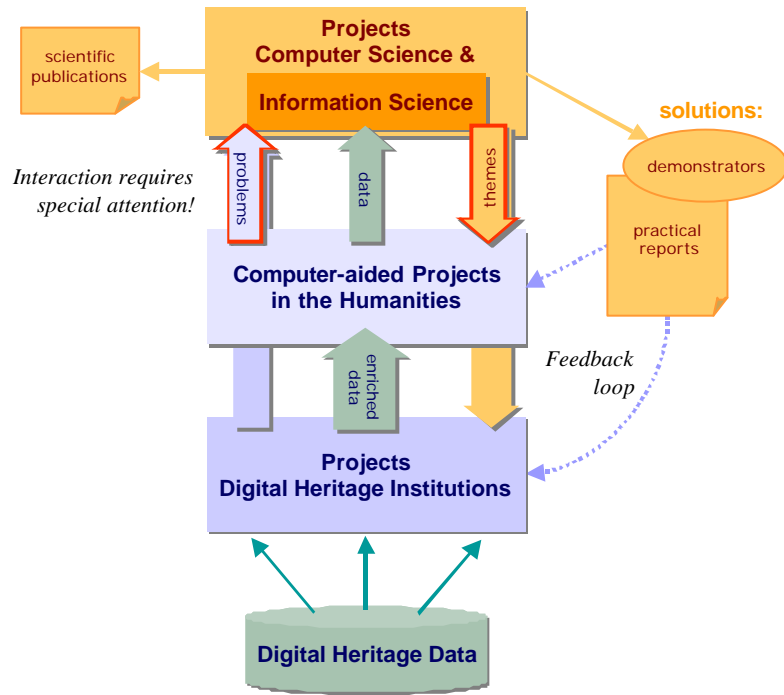 Projects
Computer Science &
Information Science
scientific
publications
solutions:
demonstrators
practical
reports
Interaction requires
special attention!
problems
data
themes
Computer-aided Projects
in the Humanities
enriched
data
Feedback
loop
Projects
Digital Heritage Institutions
Digital Heritage Data